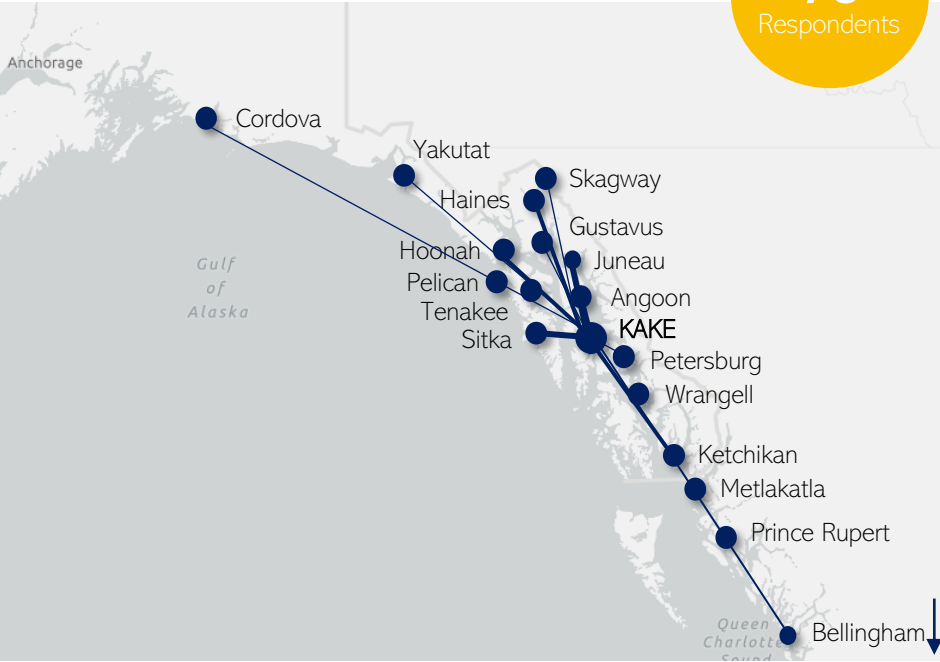 Respondents
Anchorage
Cordova
Yakutat
Skagway
Haines
Gustavus
Hoonah
Juneau
Gulf
of
Alaska
Pelican
Angoon
Tenakee
KAKE
Sitka
Petersburg
Wrangell
Ketchikan
Metlakatla
Prince Rupert
Queen
Charlotte
Sound
Bellingham